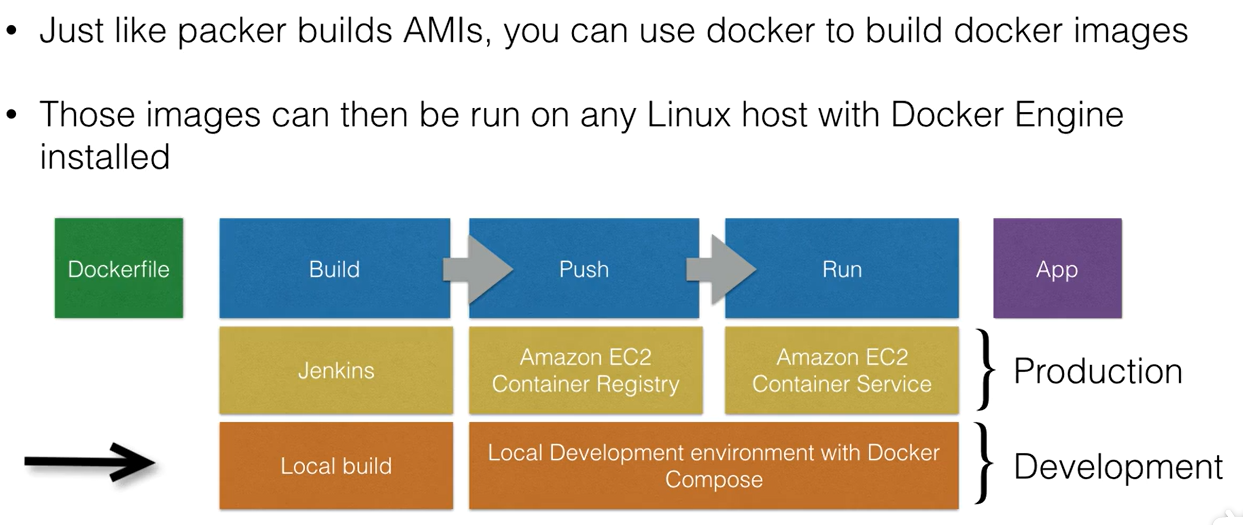 • Just like packer builds AMIs, you can use docker to build docker images
• Those images can then be run on any Linux host with Docker Engine
installed
Dockerfile
Build
Push
Run
App
Jenkins
Amazon EC2
Container Registry
Amazon EC2
Container Service
Production
Local build
Local Development environment with Docker
Compose
Development